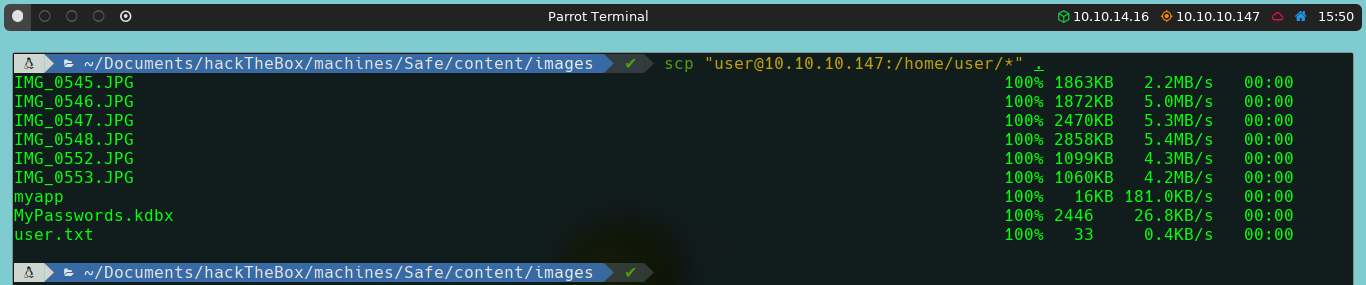 Parrot Terminal 10.10.14.16 10.10.10.147 15:50
~/Documents/hackTheBox/machines/Safe/content/images ✔ scp "user@10.10.10.147:/home/user/*" .
IMG_0545.JPG 100% 1863KB 2.2MB/s 00:00
IMG_0546.JPG 100% 1872KB 5.0MB/s 00:00
IMG_0547.JPG 100% 2470KB 5.3MB/s 00:00
IMG_0548.JPG 100% 2858KB 5.4MB/s 00:00
IMG_0552.JPG 100% 1099KB 4.3MB/s 00:00
IMG_0553.JPG 100% 1060KB 4.2MB/s 00:00
myapp 100% 16KB 181.0KB/s 00:00
MyPasswords.kdbx 100% 2446 26.8KB/s 00:00
user.txt 100% 33 0.4KB/s 00:00
~/Documents/hackTheBox/machines/Safe/content/images ✔